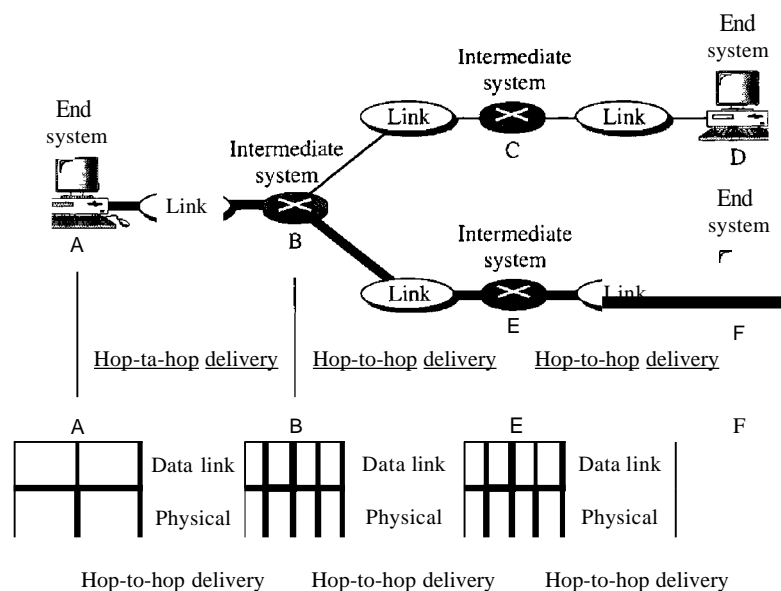 End
system
Intermediate
system
End
system
Link
Link
C
D
Intermediate
system
Link
A
B
End
system
Intermediate
system
Link
Link
E
F
Hop-ta-hop delivery
Hop-to-hop delivery
Hop-to-hop delivery
A
B
E
F
Data link
Data link
Data link
Physical
Physical
Physical
Hop-to-hop delivery
Hop-to-hop delivery
Hop-to-hop delivery